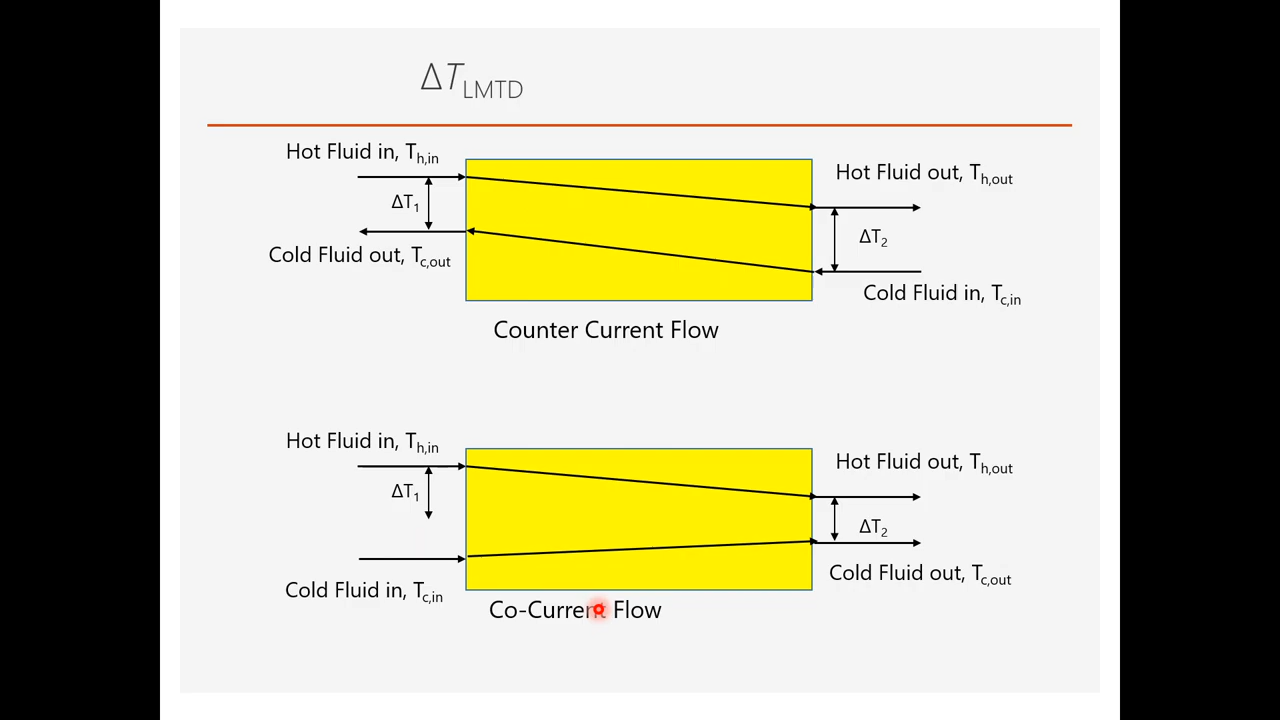 ΔT_LMTD
Hot Fluid in, T_h,in
Hot Fluid out, T_h,out
ΔT₁
ΔT₂
Cold Fluid out, T_c,out
Cold Fluid in, T_c,in
Counter Current Flow
Hot Fluid in, T_h,in
Hot Fluid out, T_h,out
ΔT₁
ΔT₂
Cold Fluid out, T_c,out
Cold Fluid in, T_c,in
Co-Current Flow